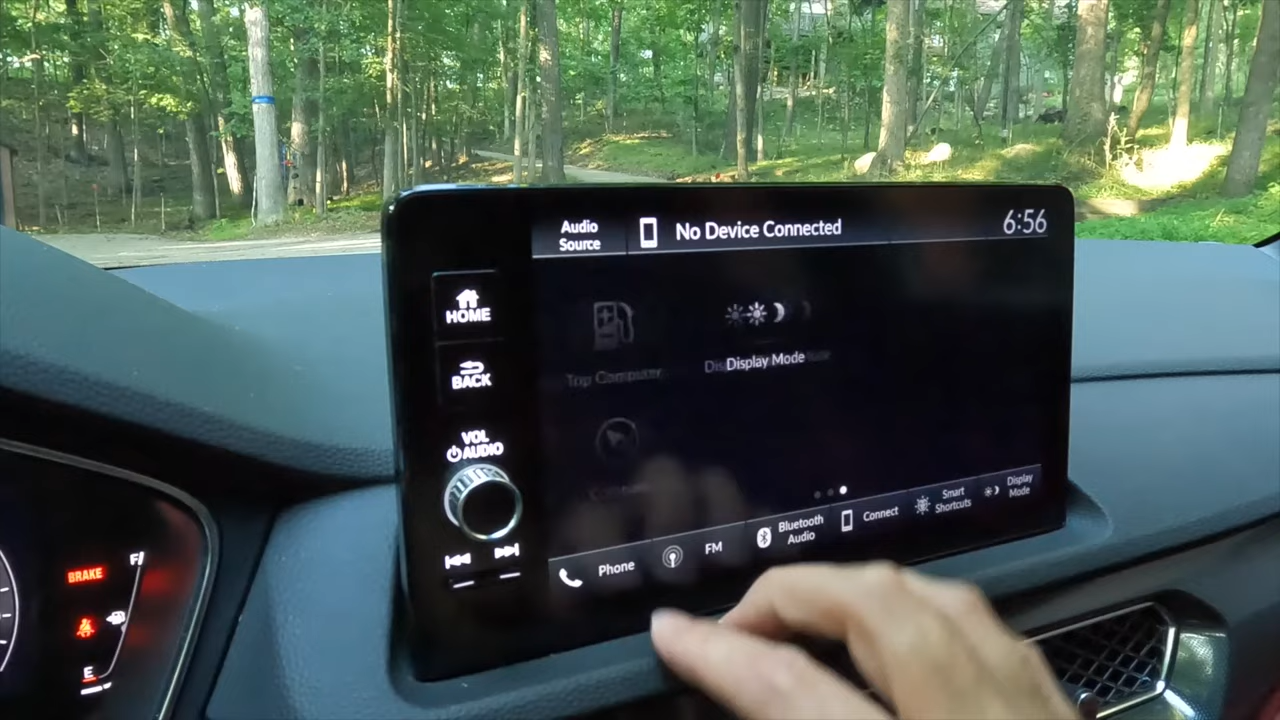 Audio
Source
No Device Connected
6:56
HOME
BACK
VOL
AUDIO
Trip Computer
Display Mode
Phone
FM
Bluetooth
Audio
Connect
Smart
Shortcuts
Display
Mode
BRAKE
F
E